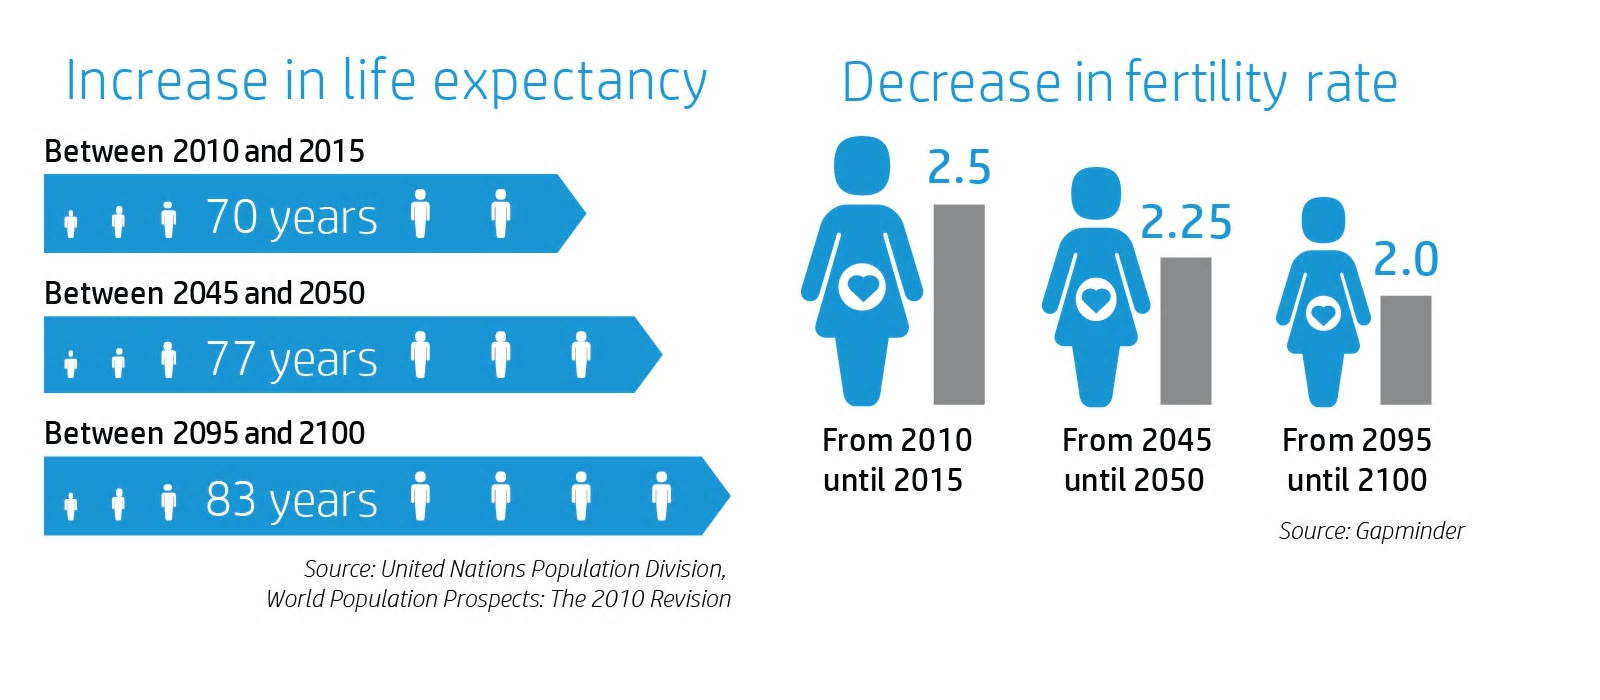 Increase in life expectancy
Between 2010 and 2015
70 years
Between 2045 and 2050
77 years
Between 2095 and 2100
83 years
Source: United Nations Population Division,
World Population Prospects: The 2010 Revision
Decrease in fertility rate
2.5
2.25
2.0
From 2010
until 2015
From 2045
until 2050
From 2095
until 2100
Source: Gapminder